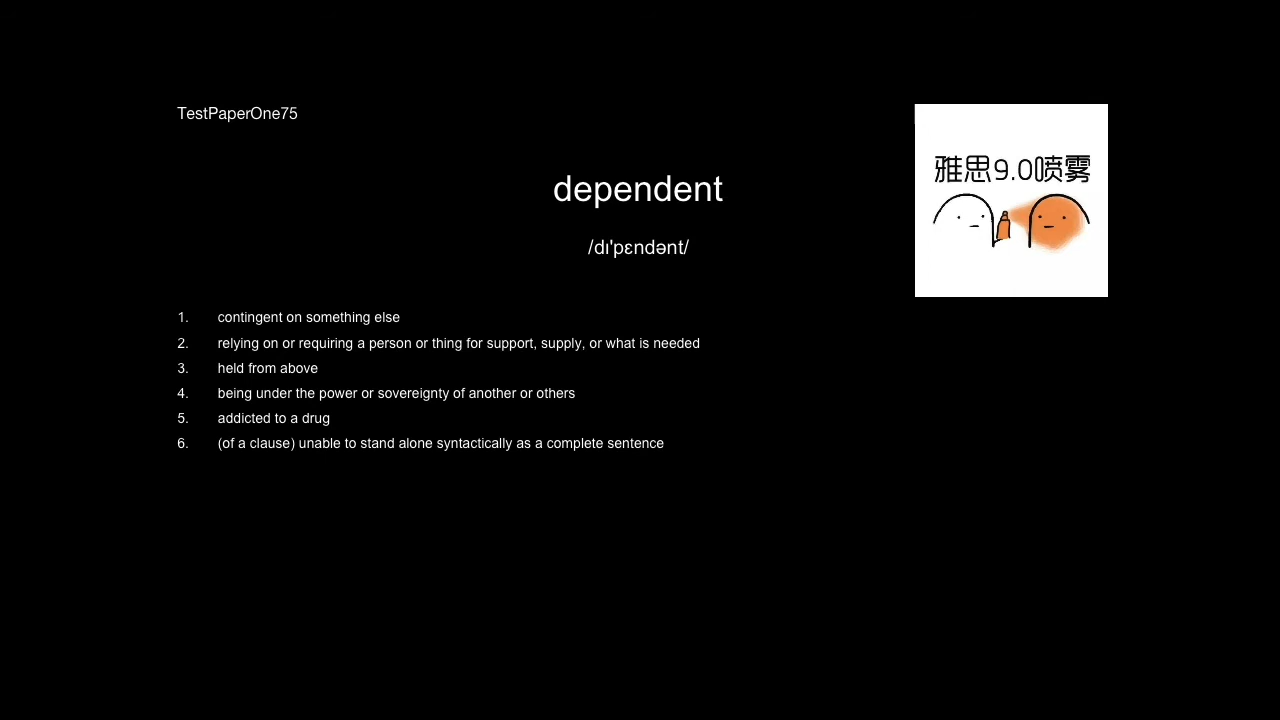 TestPaperOne75
雅思9.0喷雾
dependent
/dɪ'pɛndənt/
1. contingent on something else
2. relying on or requiring a person or thing for support, supply, or what is needed
3. held from above
4. being under the power or sovereignty of another or others
5. addicted to a drug
6. (of a clause) unable to stand alone syntactically as a complete sentence